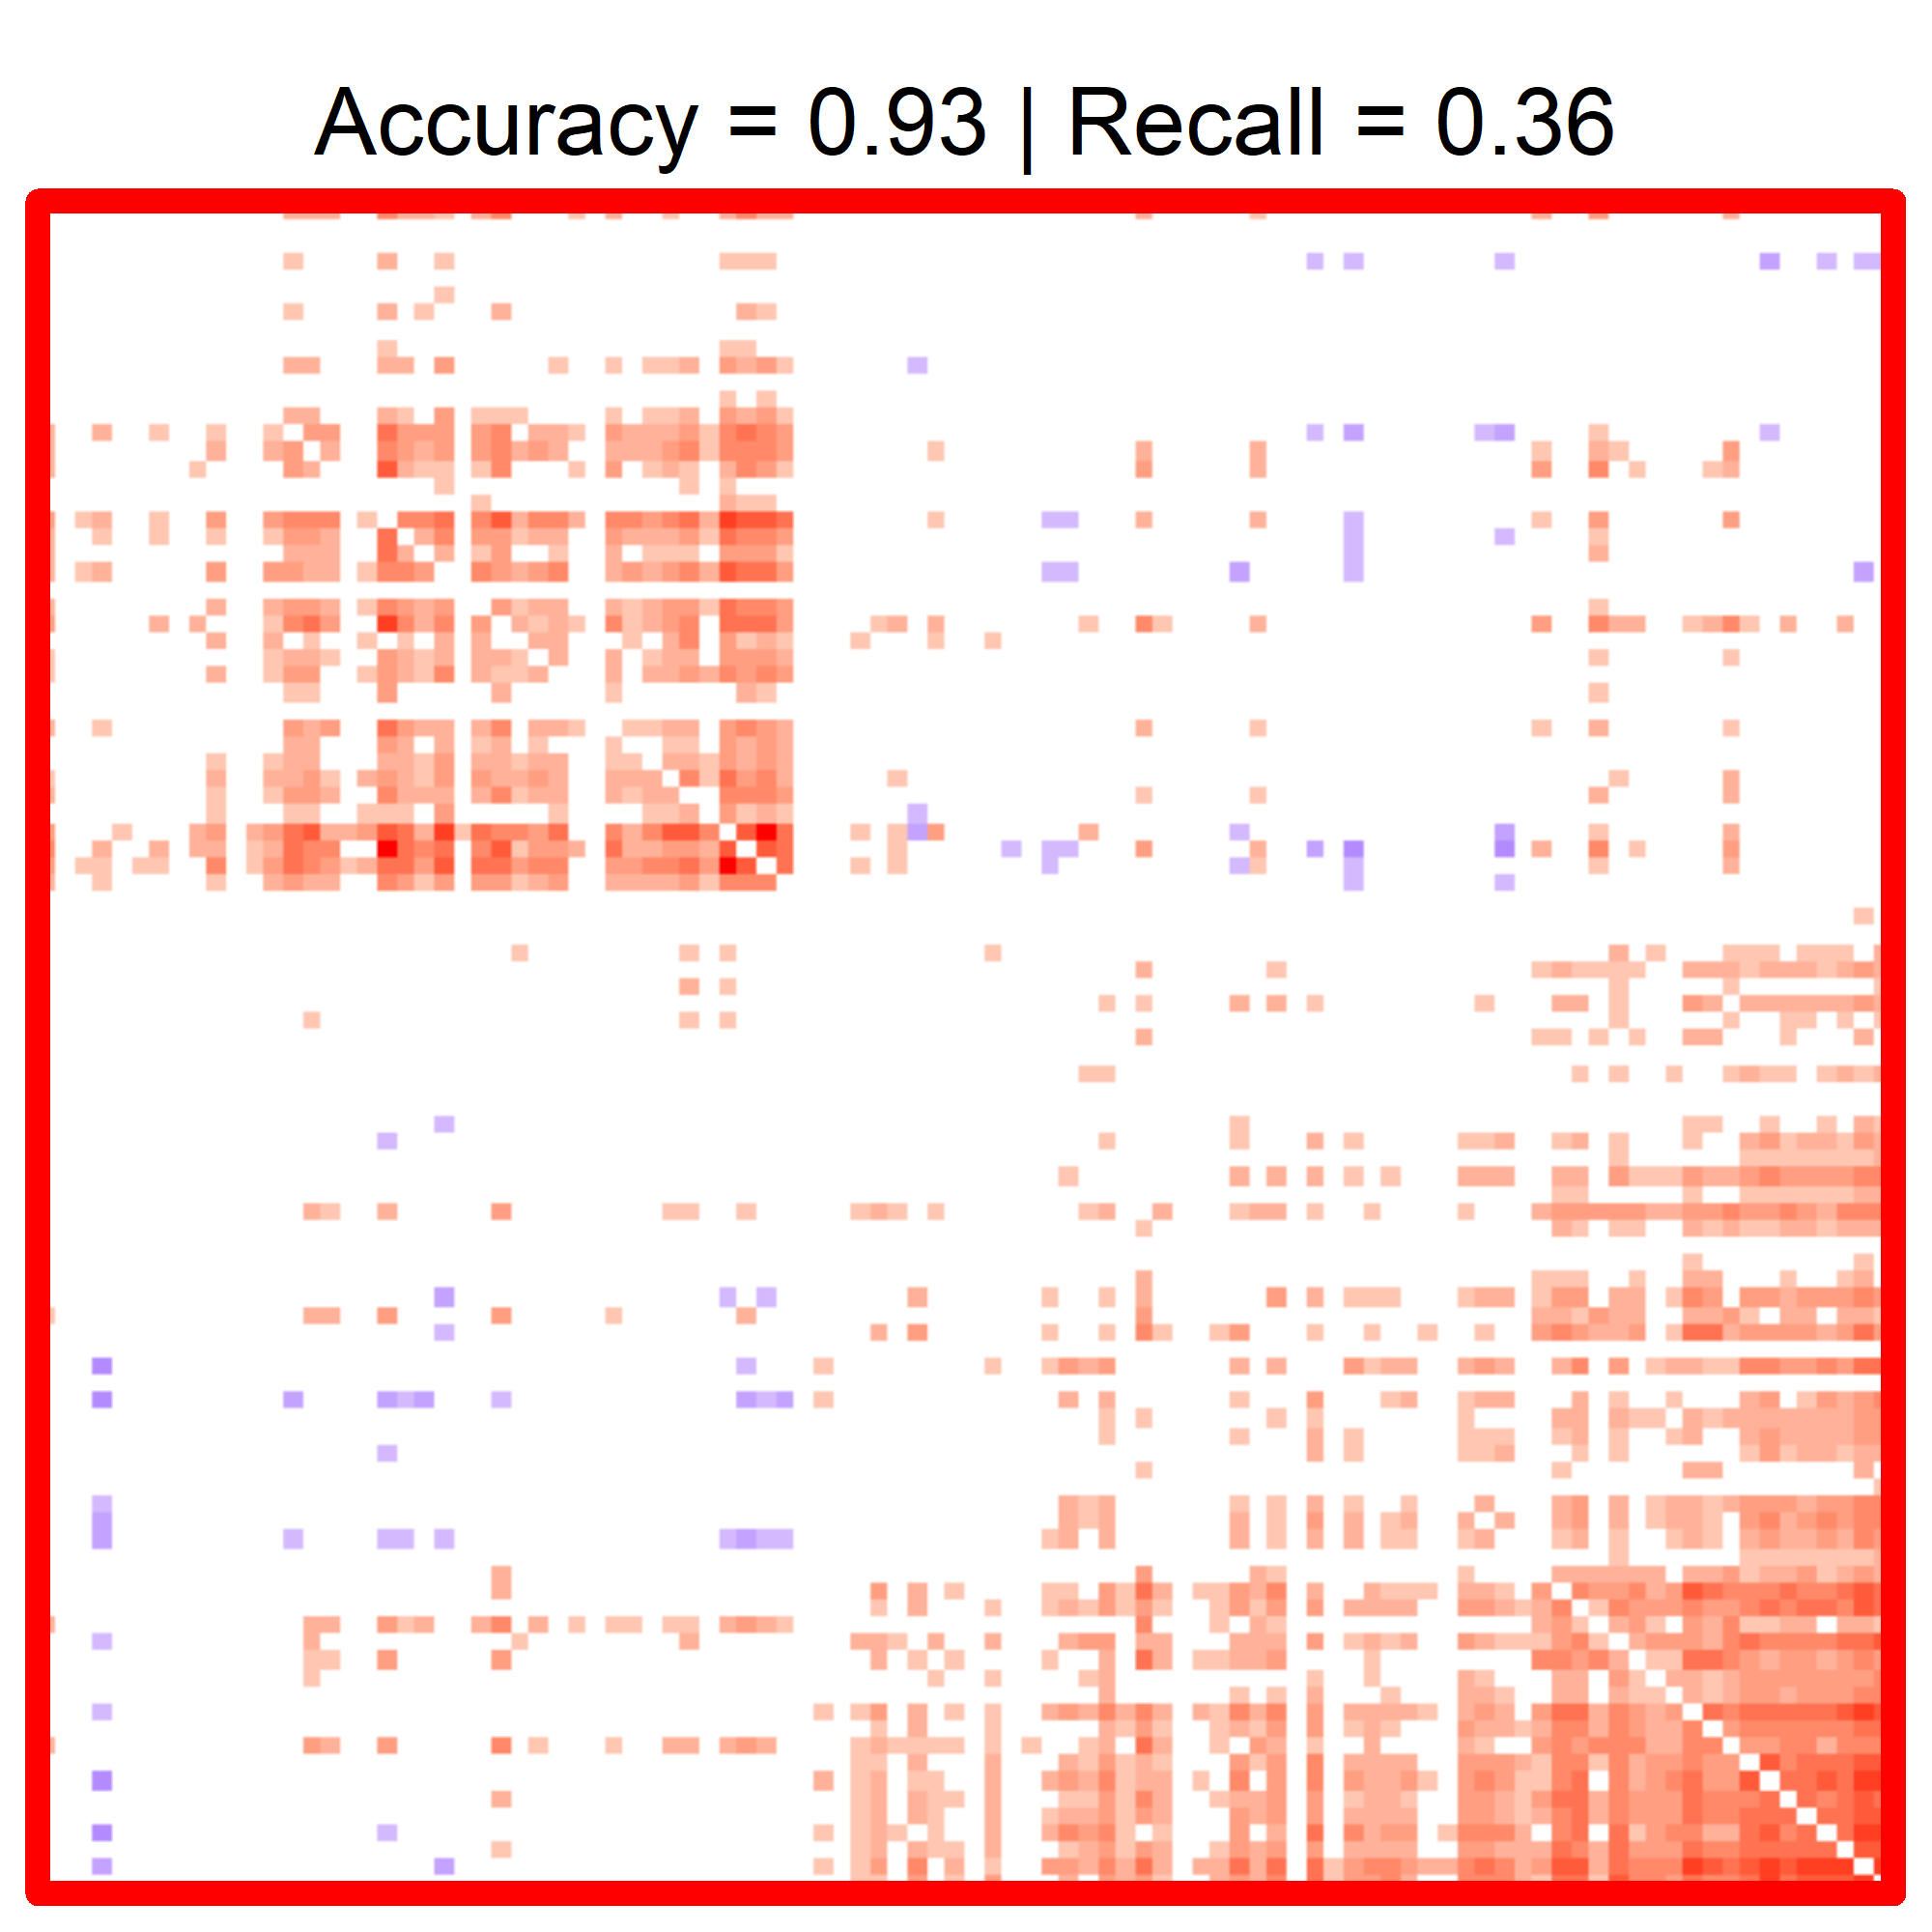 Accuracy = 0.93 | Recall = 0.36